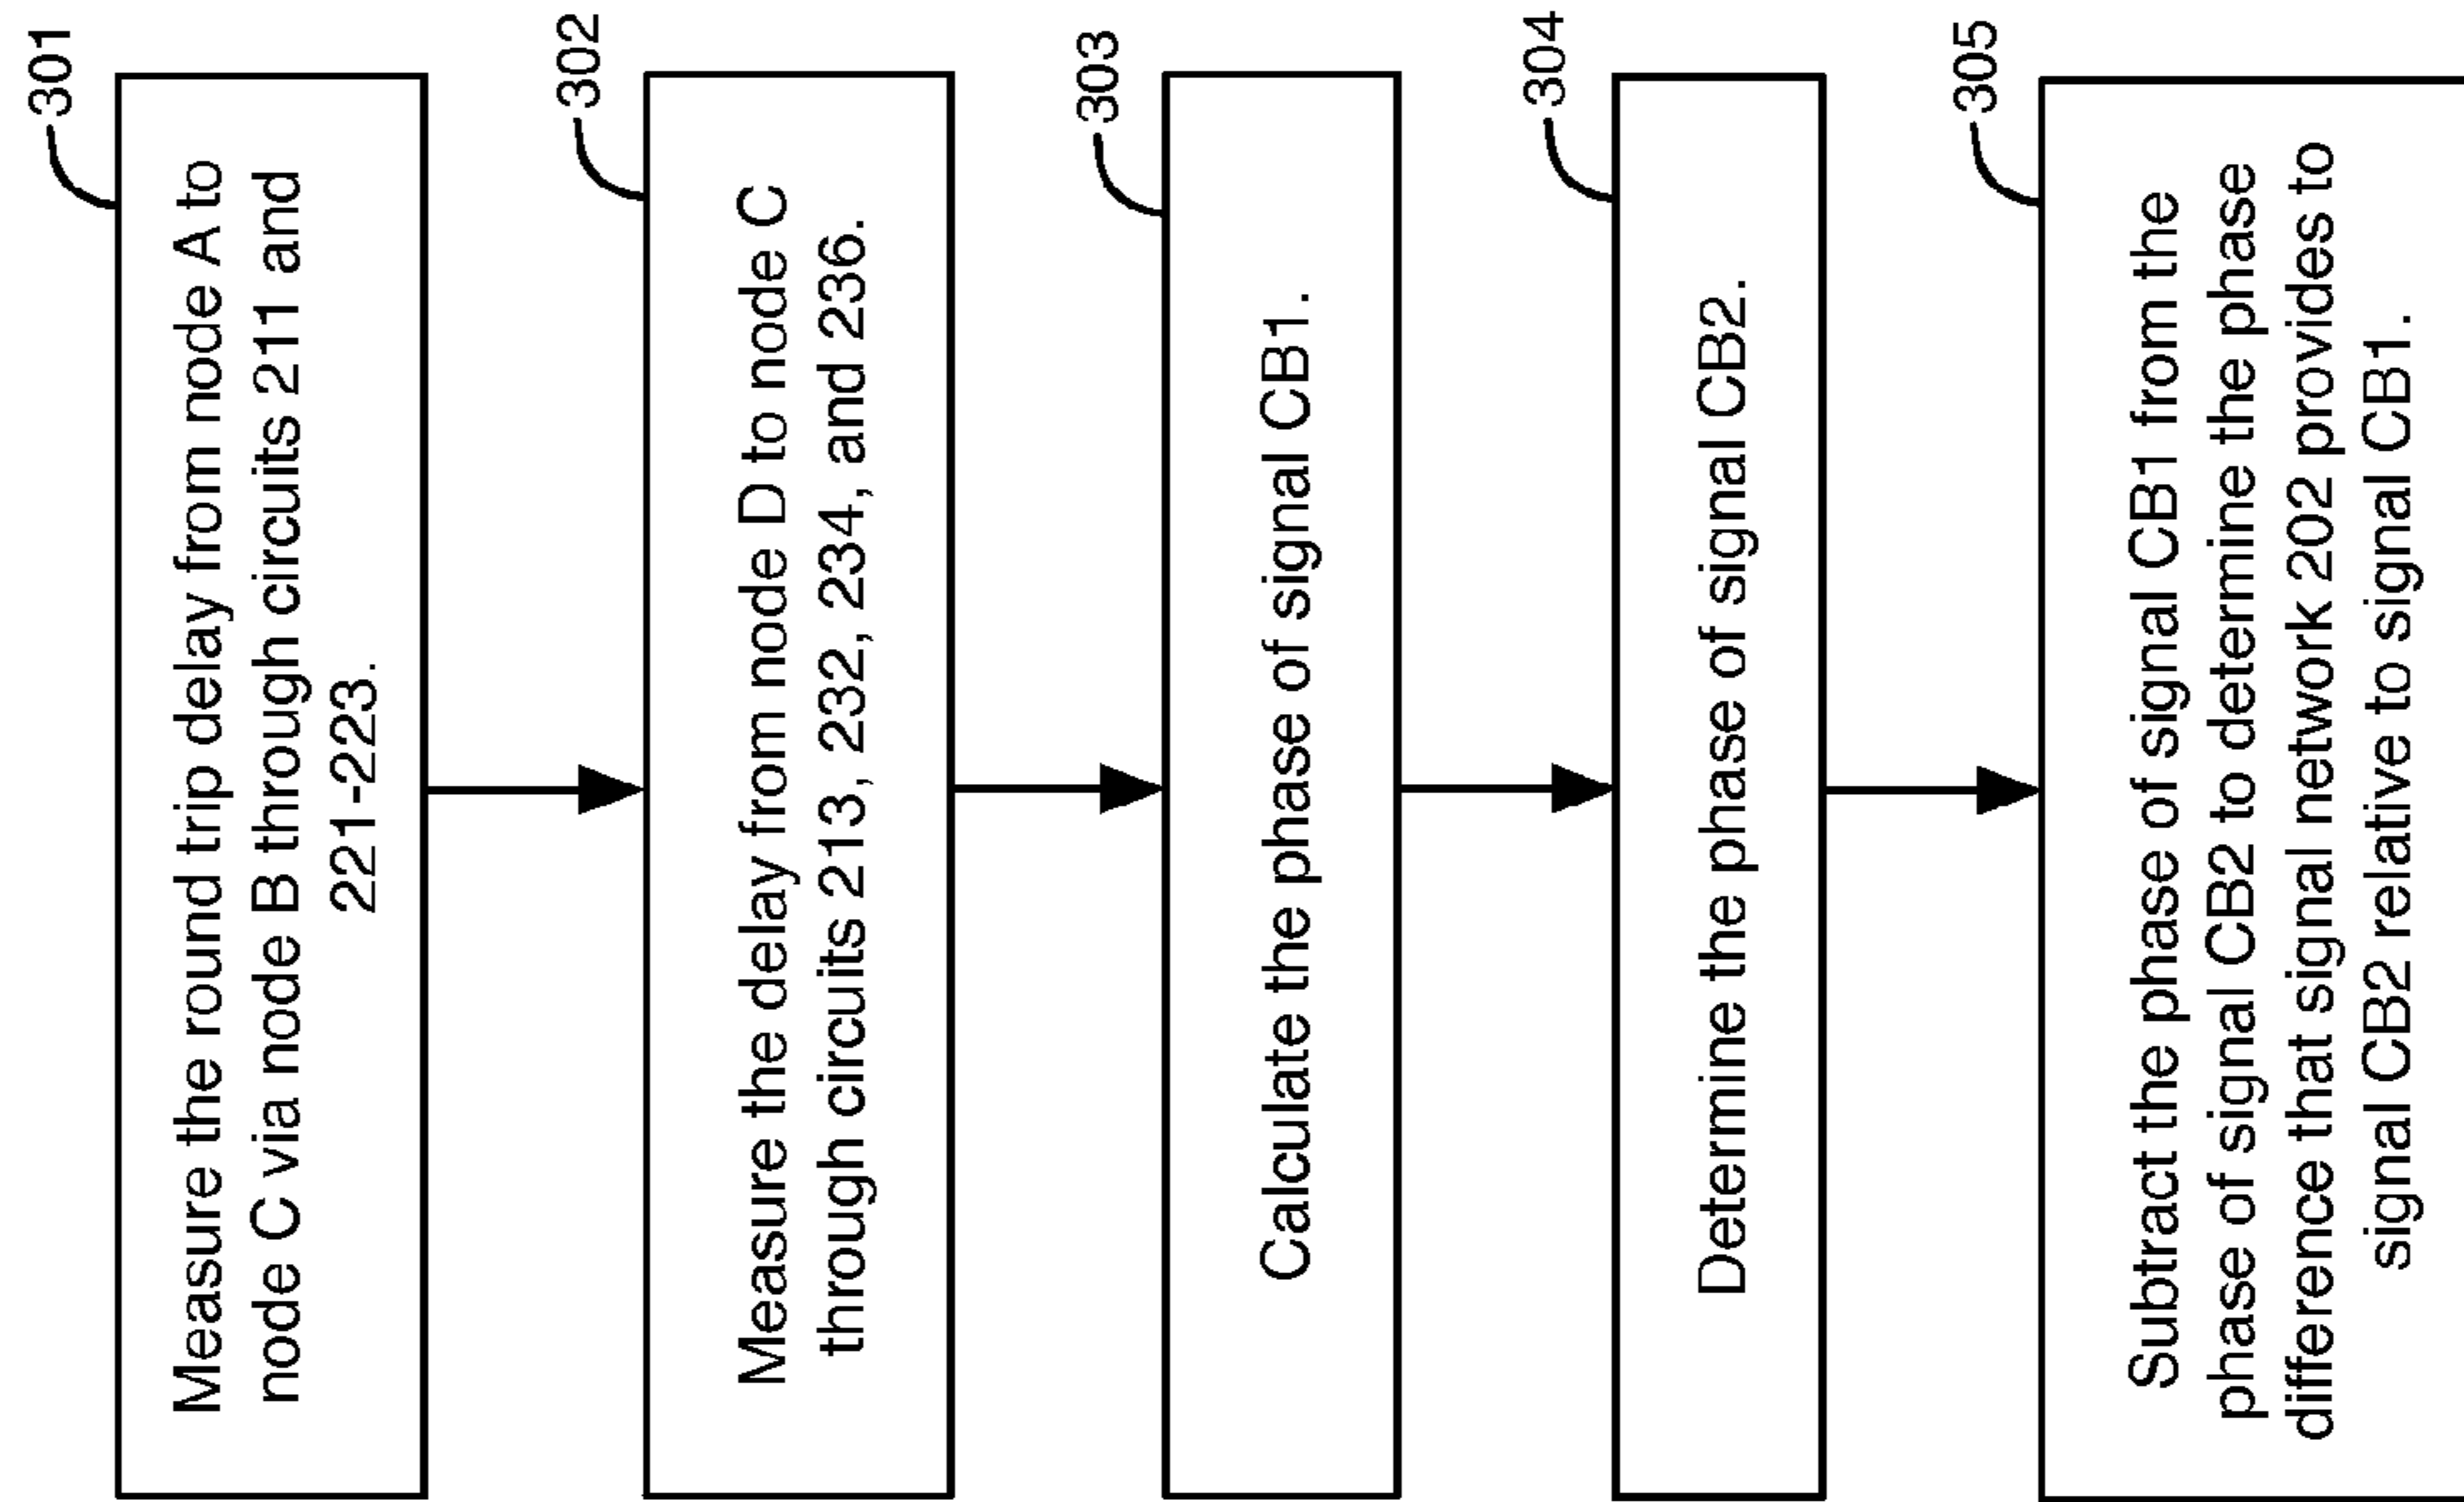 301
Measure the round trip delay from node A to
node C via node B through circuits 211 and
221-223.
302
Measure the delay from node D to node C
through circuits 213, 232, 234, and 236.
303
Calculate the phase of signal CB1.
304
Determine the phase of signal CB2.
305
Subtract the phase of signal CB1 from the
phase of signal CB2 to determine the phase
difference that signal network 202 provides to
signal CB2 relative to signal CB1.